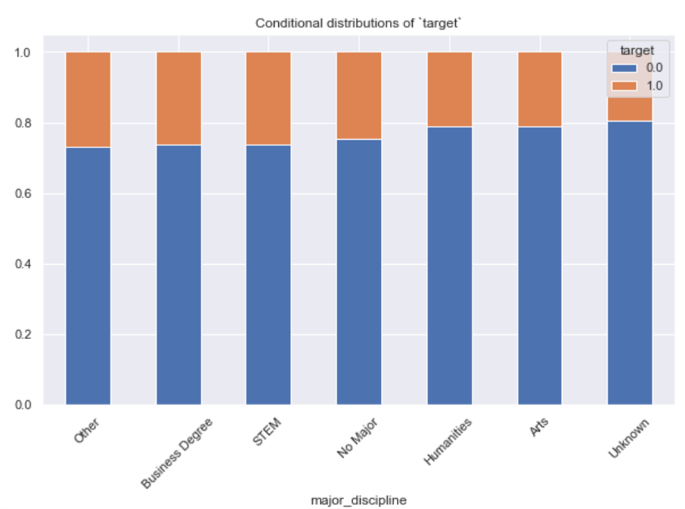 Conditional distributions of `target`
target
0.0
1.0
1.0
0.8
0.6
0.4
0.2
0.0
Other
Business Degree
STEM
No Major
Humanities
Arts
Unknown
major_discipline